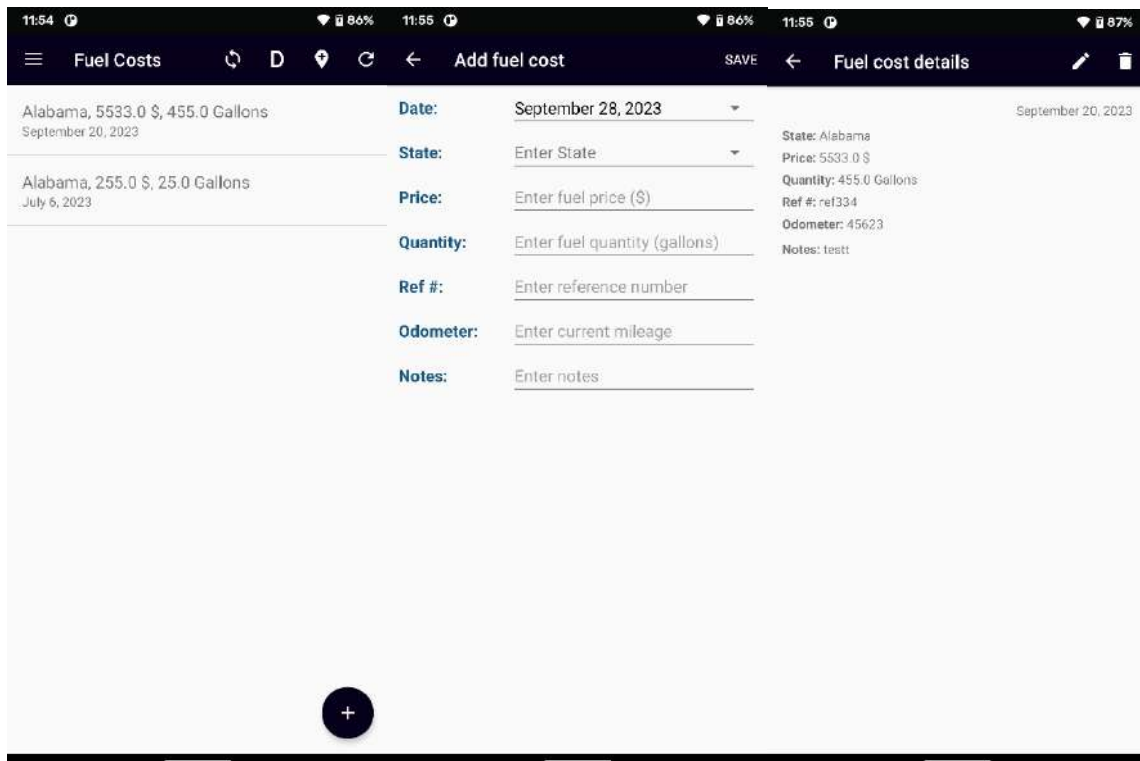 11:54 86%
Fuel Costs D
Alabama, 5533.0 $, 455.0 Gallons
September 20, 2023
Alabama, 255.0 $, 25.0 Gallons
July 6, 2023
+
11:55 86%
Add fuel cost SAVE
Date: September 28, 2023
State: Enter State
Price: Enter fuel price ($)
Quantity: Enter fuel quantity (gallons)
Ref #: Enter reference number
Odometer: Enter current mileage
Notes: Enter notes
11:55 87%
Fuel cost details
September 20, 2023
State: Alabama
Price: 5533.0 $
Quantity: 455.0 Gallons
Ref #: ref334
Odometer: 45623
Notes: testt